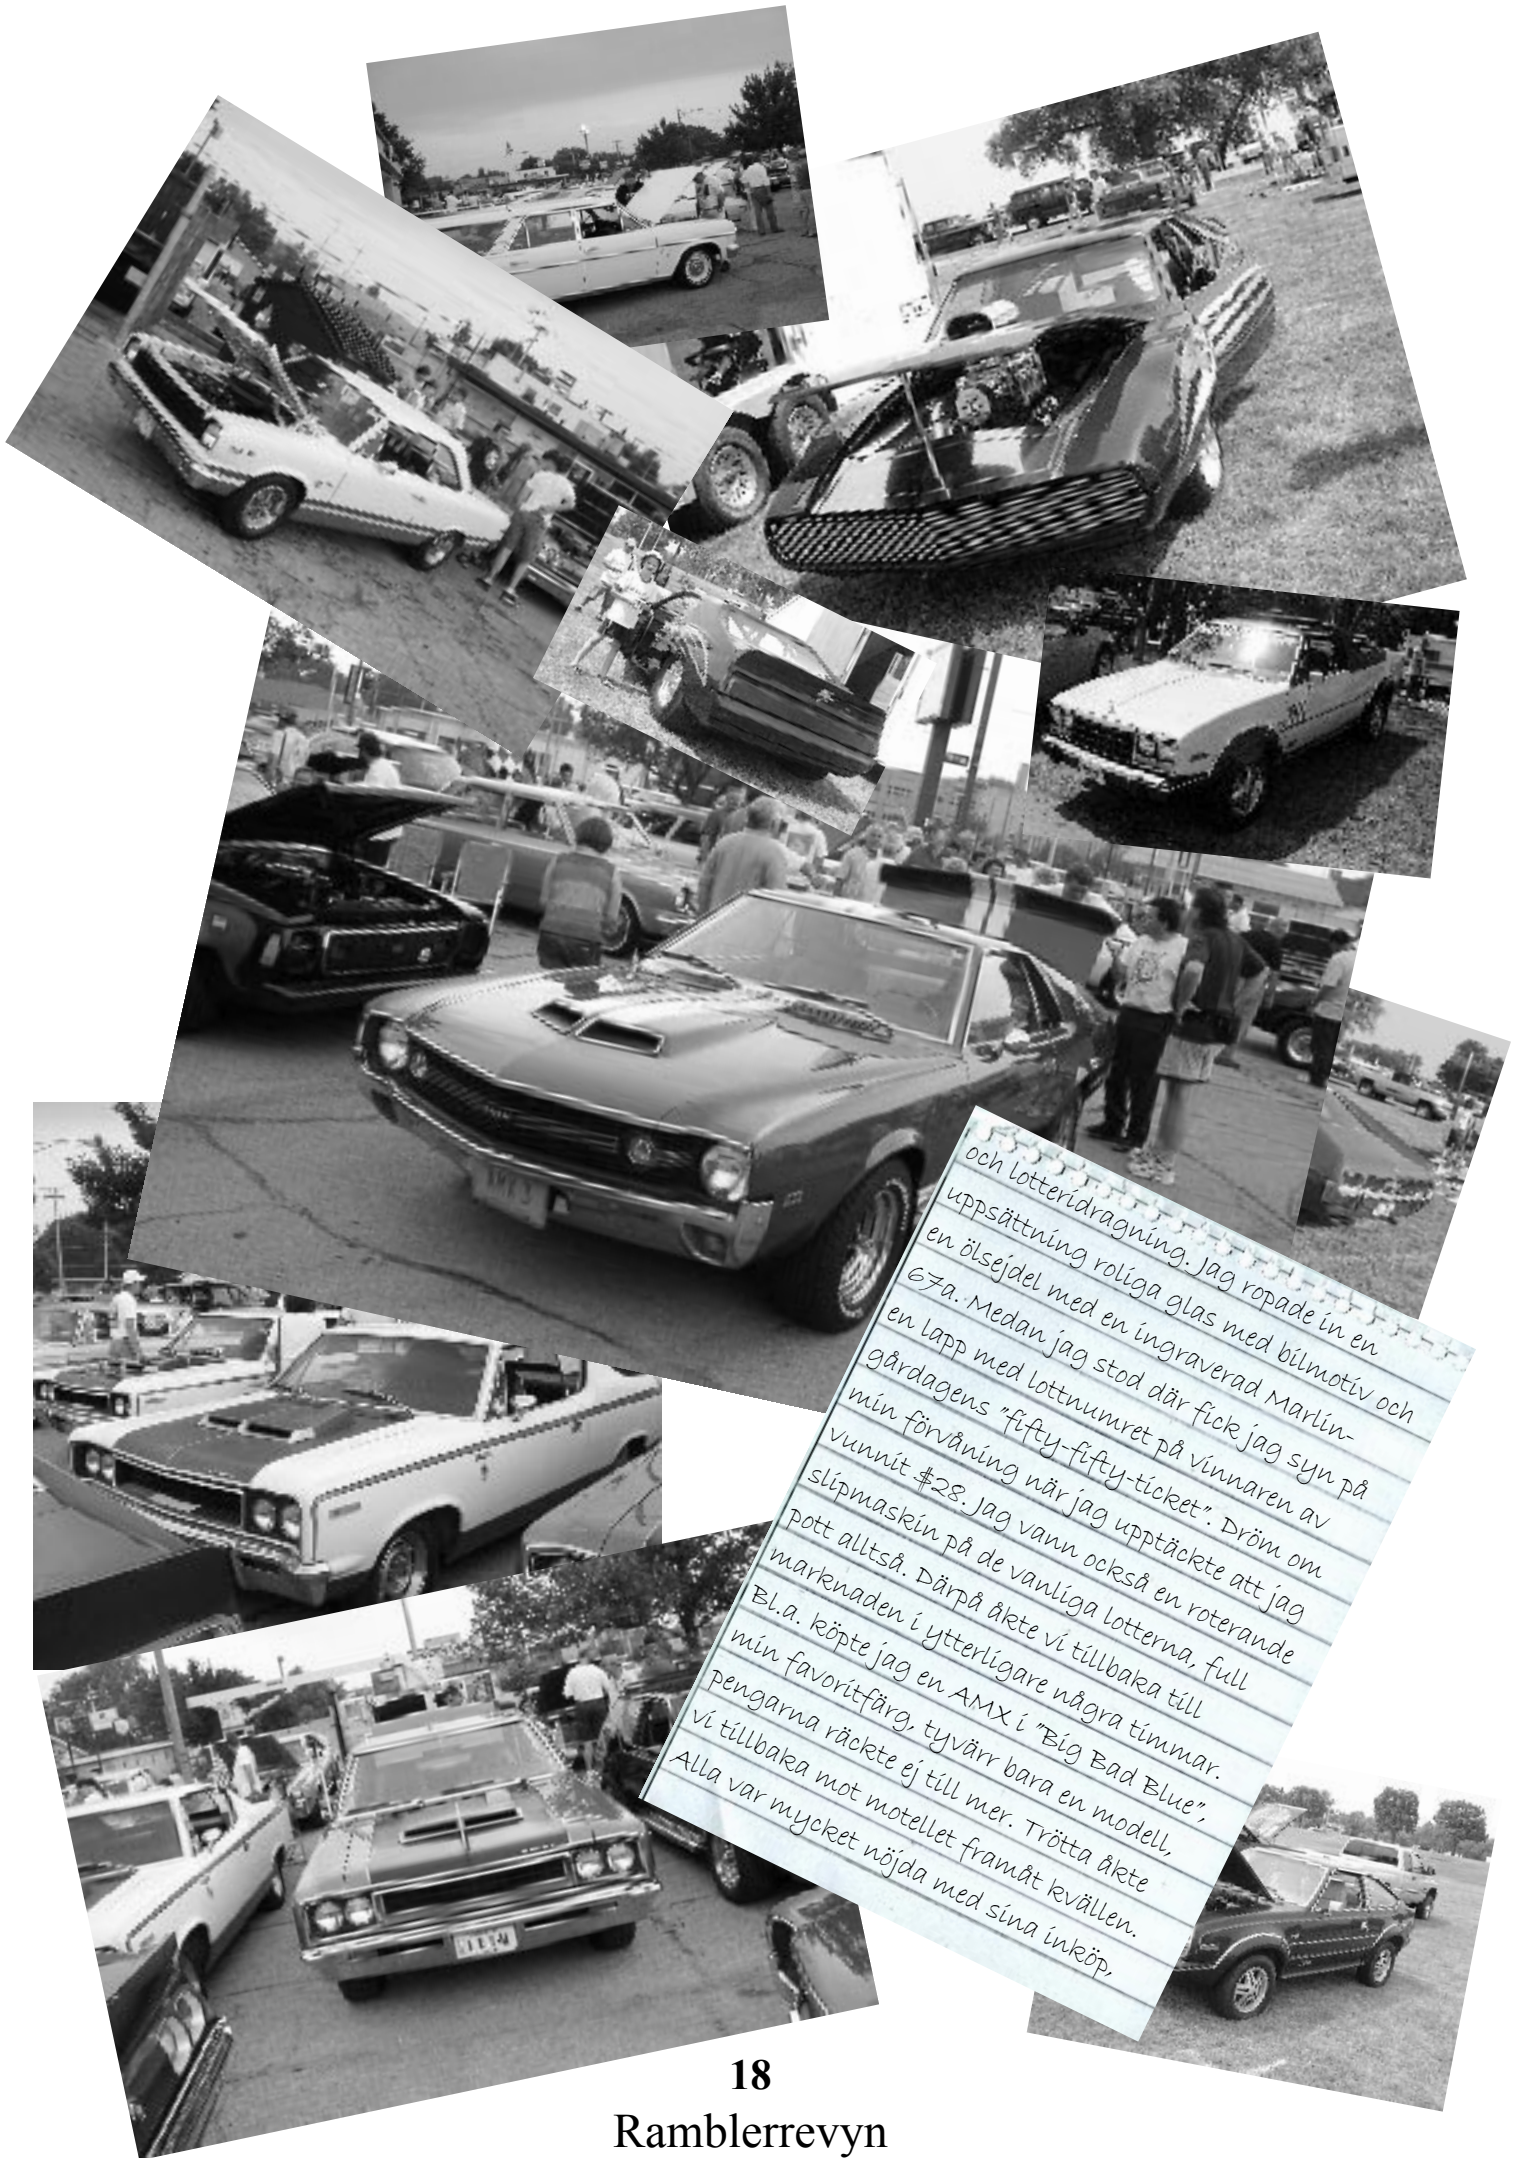 och lotteridragning. Jag ropade in en
uppsättning roliga glas med bilmotiv och
en ölsejdel med en ingraverad Marlin-
67a. Medan jag stod där fick jag syn på
en lapp med lottnumret på vinnaren av
gårdagens "fifty-fifty-ticket". Dröm om
min förvåning när jag upptäckte att jag
vunnit $28. Jag vann också en roterande
slipmaskin på de vanliga lotterna, full
pott alltså. Därpå åkte vi tillbaka till
marknaden i ytterligare några timmar.
Bl.a. köpte jag en AMX i "Big Bad Blue",
min favoritfärg, tyvärr bara en modell,
pengarna räckte ej till mer. Trötta åkte
vi tillbaka mot motellet framåt kvällen.
Alla var mycket nöjda med sina inköp,
18
Ramblerrevyn